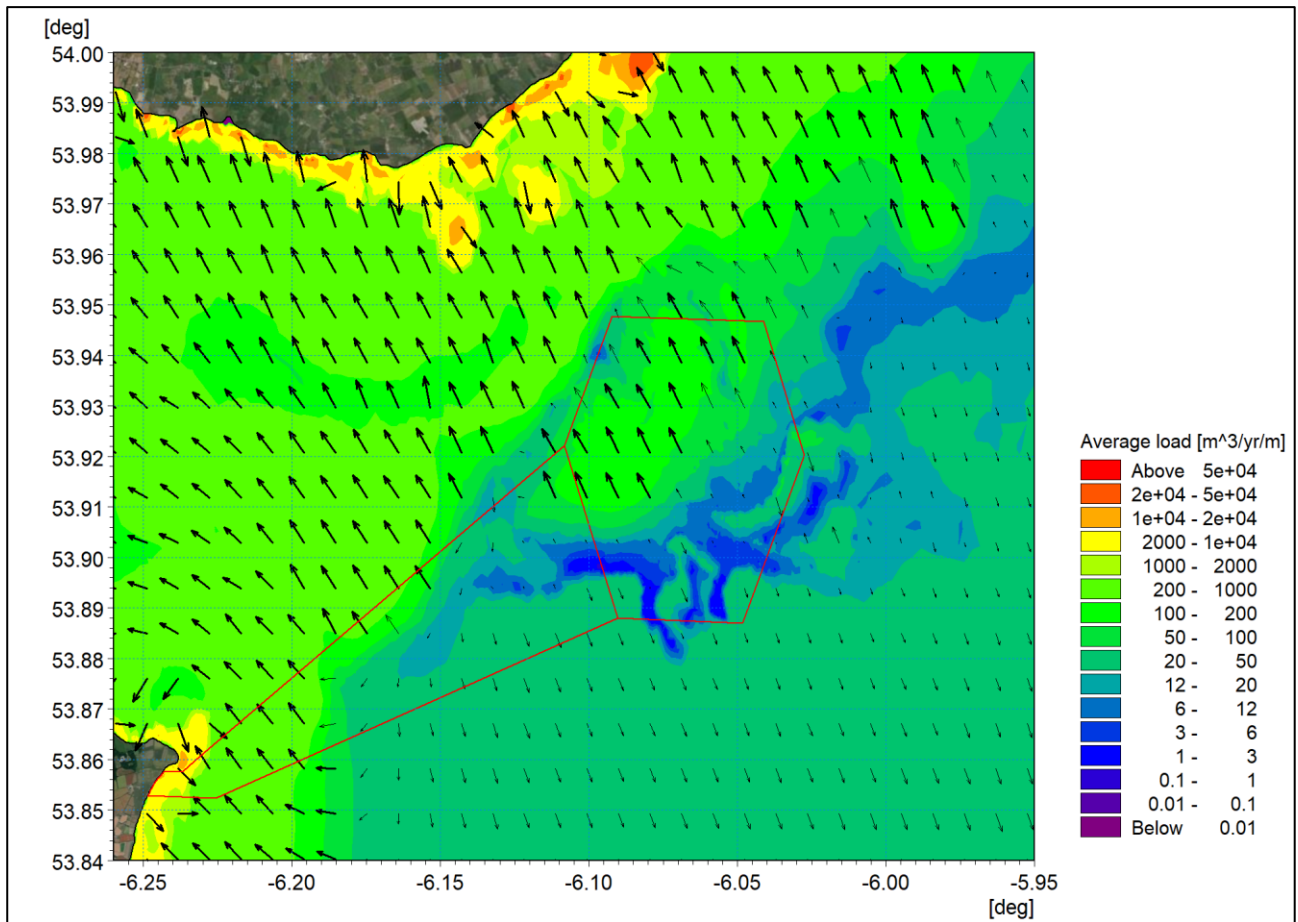 [deg]
54.00
53.99
53.98
53.97
53.96
53.95
53.94
53.93
53.92
53.91
53.90
53.89
53.88
53.87
53.86
53.85
53.84
-6.25 -6.20 -6.15 -6.10 -6.05 -6.00 -5.95
[deg]
Average load [m^3/yr/m]
Above 5e+04
2e+04 - 5e+04
1e+04 - 2e+04
2000 - 1e+04
1000 - 2000
200 - 1000
100 - 200
50 - 100
20 - 50
12 - 20
6 - 12
3 - 6
1 - 3
0.1 - 1
0.01 - 0.1
Below 0.01